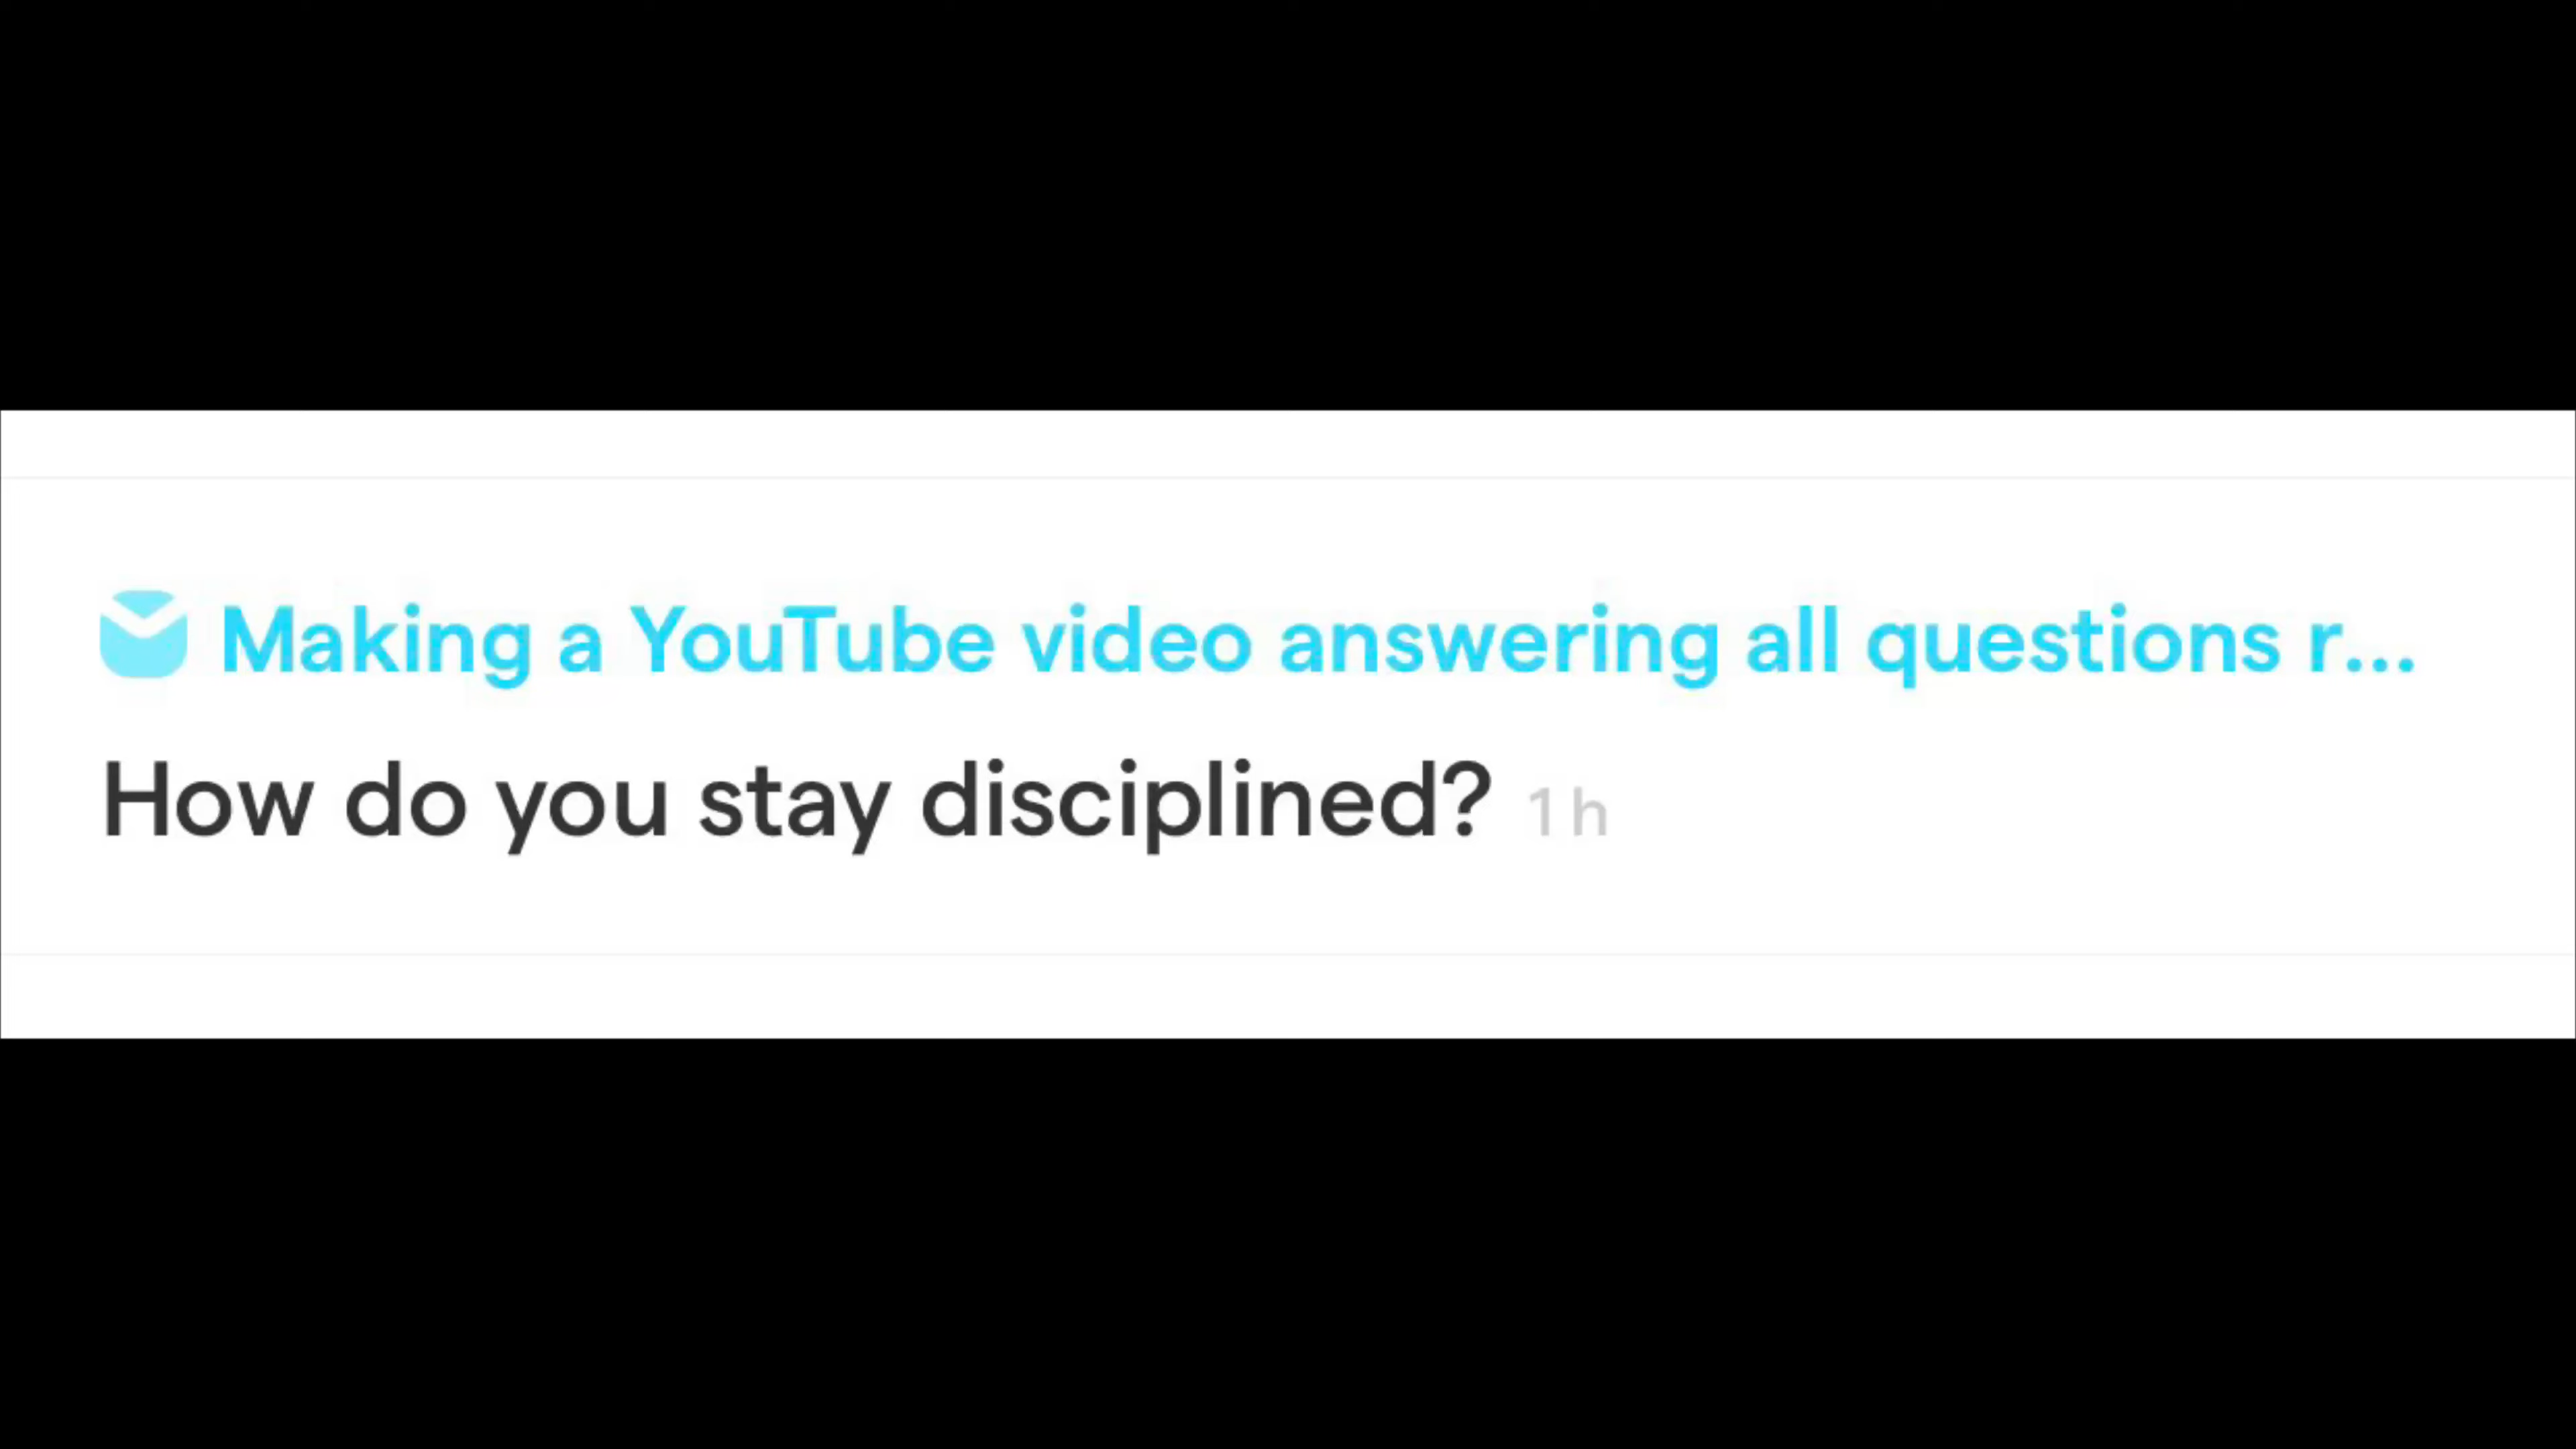 Making a YouTube video answering all questions r...
How do you stay disciplined? 1 h